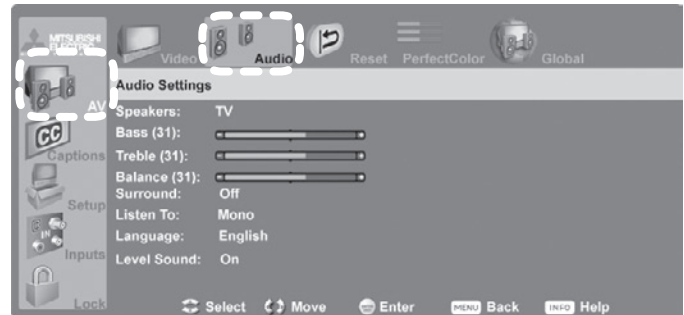 MITSUBISHI
ELECTRIC
Video
Audio
Reset
PerfectColor
Global
AV
CC
Captions
Setup
IN
Inputs
Lock
Audio Settings
Speakers: TV
Bass (31):
Treble (31):
Balance (31):
Surround: Off
Listen To: Mono
Language: English
Level Sound: On
Select Move Enter MENU Back INFO Help